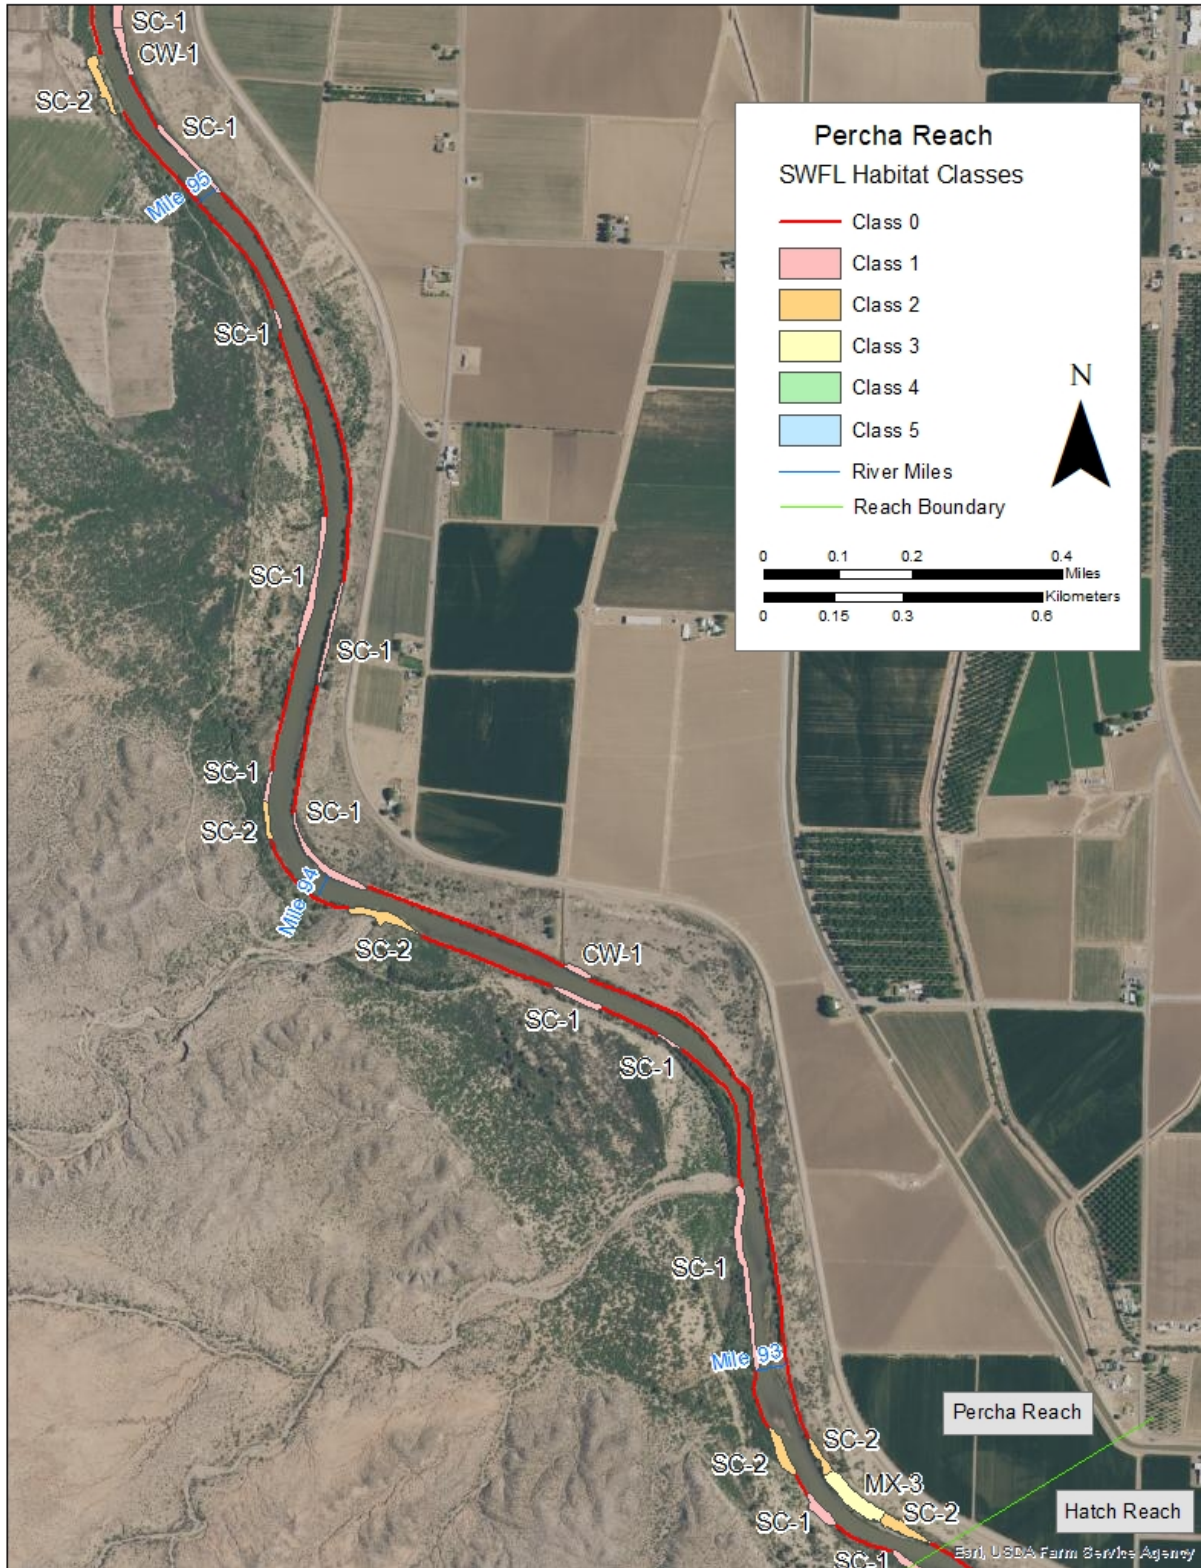 SC-1
CW-1
SC-2
SC-1
Mile 95
SC-1
Percha Reach
SWFL Habitat Classes
Class 0
Class 1
Class 2
Class 3
Class 4
Class 5
River Miles
Reach Boundary
N
0 0.1 0.2 0.4
Miles
Kilometers
0 0.15 0.3 0.6
SC-1
SC-1
SC-1
SC-1
SC-2
Mile 94
SC-2
CW-1
SC-1
SC-1
SC-1
Mile 93
Percha Reach
SC-2
SC-2
MX-3
SC-2
SC-1
Hatch Reach
SC-1
Esri, USDA Farm Service Agency